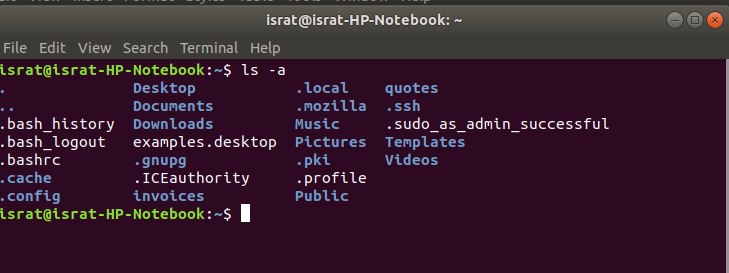 israt@israt-HP-Notebook: ~
File Edit View Search Terminal Help
israt@israt-HP-Notebook:~$ ls -a
. Desktop .local quotes
.. Documents .mozilla .ssh
.bash_history Downloads Music .sudo_as_admin_successful
.bash_logout examples.desktop Pictures Templates
.bashrc .gnupg .pki Videos
.cache .ICEauthority .profile
.config invoices Public
israt@israt-HP-Notebook:~$